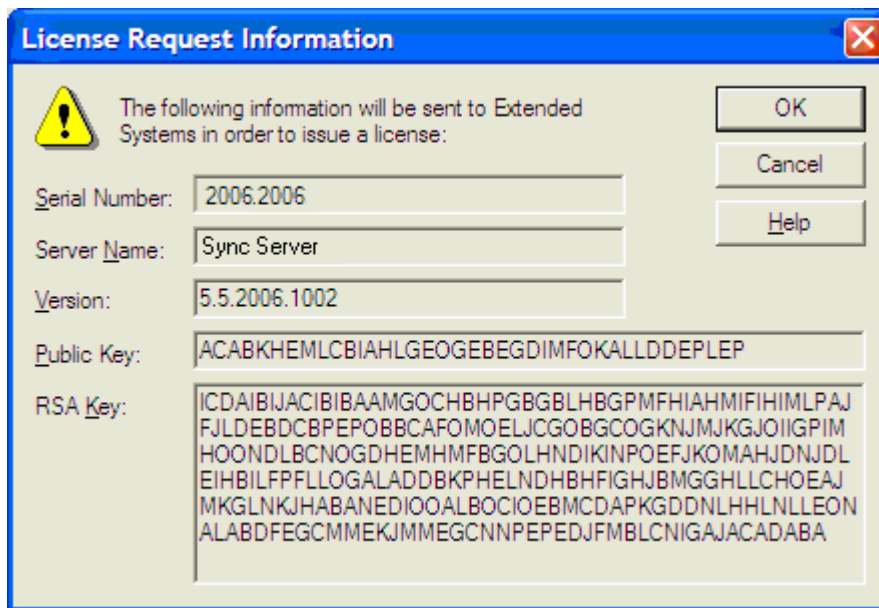 License Request Information
The following information will be sent to Extended
Systems in order to issue a license:
OK
Cancel
Help
Serial Number: 2006.2006
Server Name: Sync Server
Version: 5.5.2006.1002
Public Key: ACABKHEMLCBIAHLGEOGEBEGDIMFOKALLDDEPLEP
RSA Key: ICDAIBIJACIBIBAAMGOCHBHPGBGBLHBGPMFHIAHMIFIHIMLPAJ
FJLDEBDCBPEPOBBCAFOMOELJCGOBGCOGKNJMJKGJOIIGPIM
HOONDLBCNOGDHEMHMFBGOLHNDIKINPOEFJKOMAHJDNJDL
EIHBILFPFLLOGALADDBKPHELNDHBHFIGHJBMGGHLLCHOEAJ
MKGLNKJHABANEDIOOALBOCIOEBMCDAPKGDDNLHHLNLLEON
ALABDFEGCMMEKJMMEGCNNPEPEDJFMBLCNIGAJACADABA